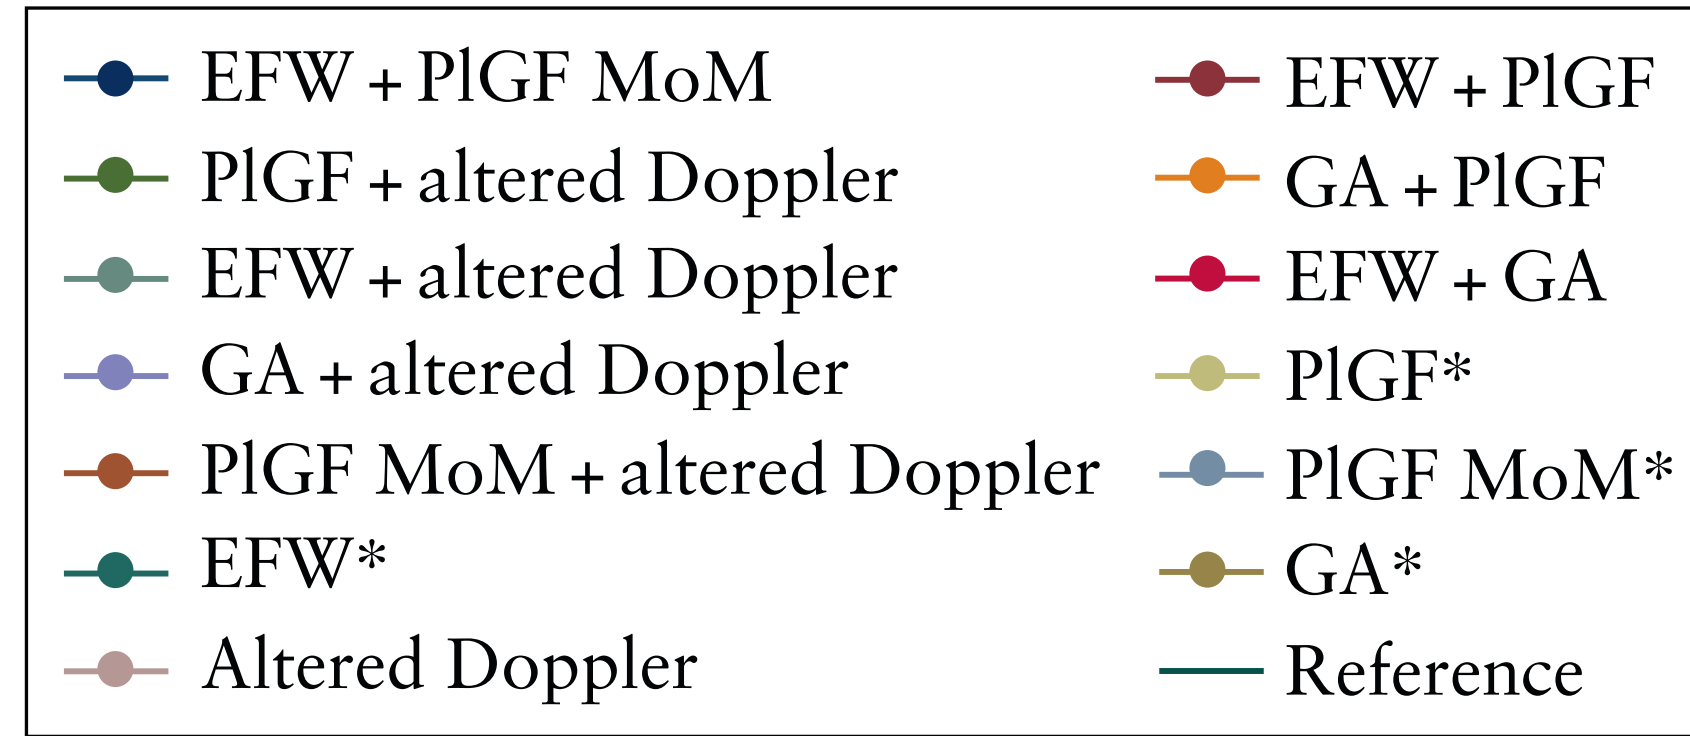 EFW + PlGF MoM
PlGF + altered Doppler
EFW + altered Doppler
GA + altered Doppler
PlGF MoM + altered Doppler
EFW*
Altered Doppler
EFW + PlGF
GA + PlGF
EFW + GA
PlGF*
PlGF MoM*
GA*
Reference